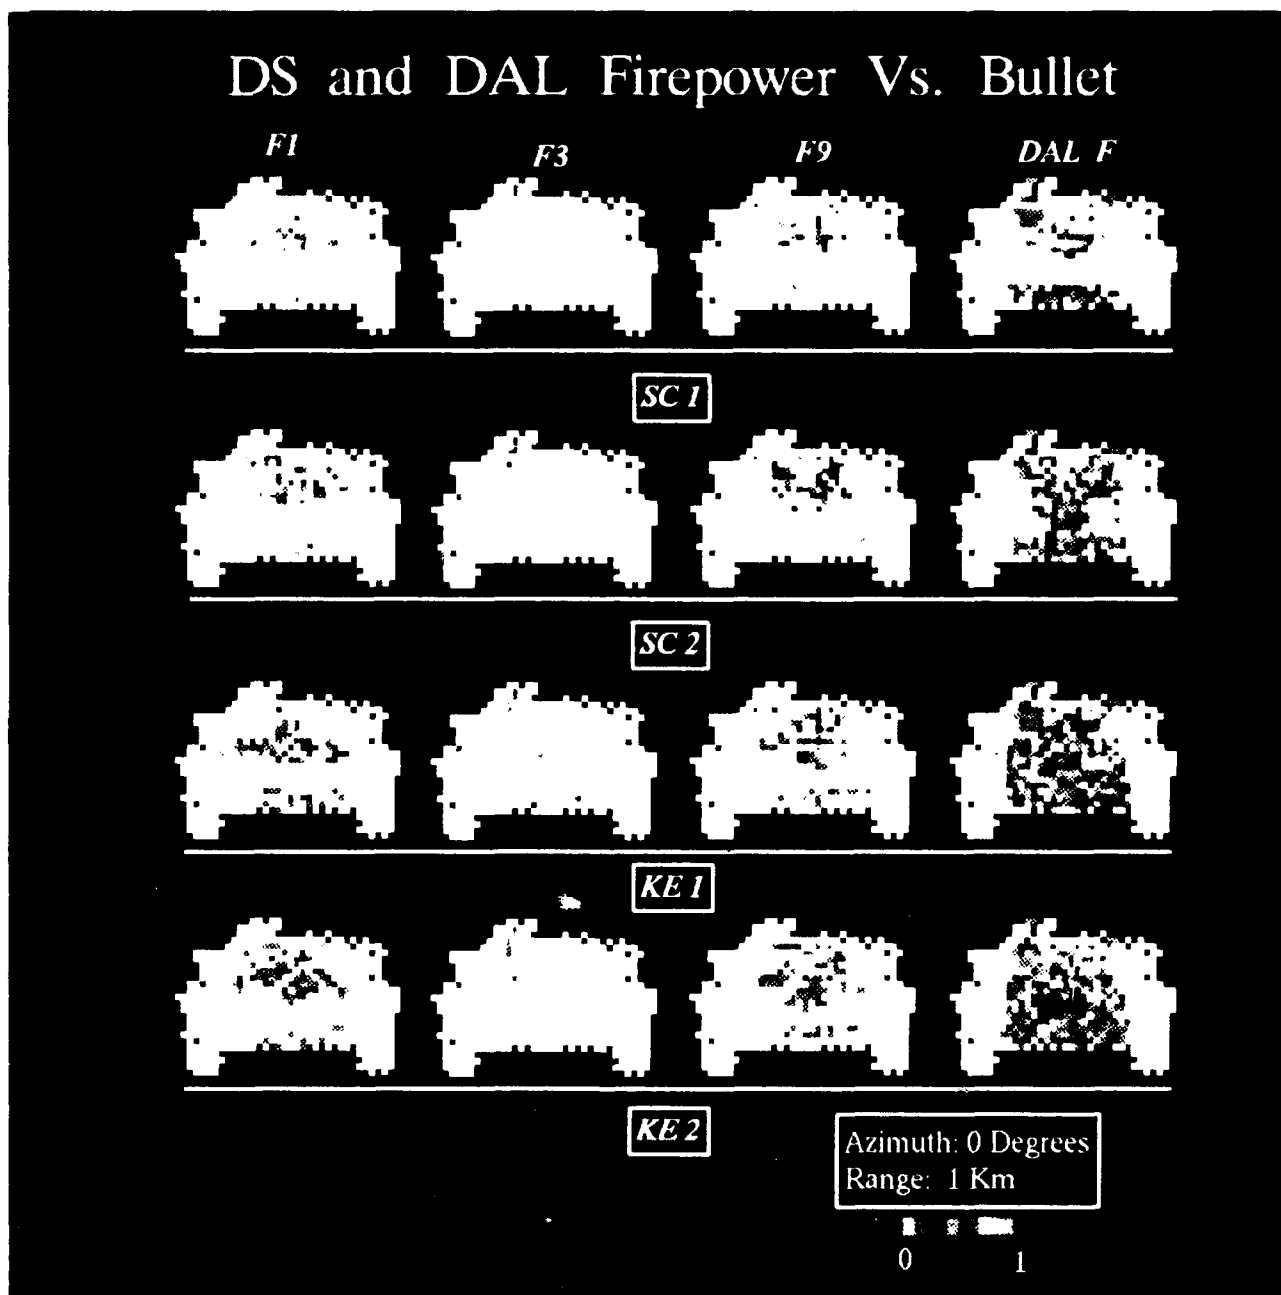 DS and DAL Firepower Vs. Bullet
F1 F3 F9 DAL F
SC 1
SC 2
KE 1
KE 2
Azimuth: 0 Degrees
Range: 1 Km
0 1